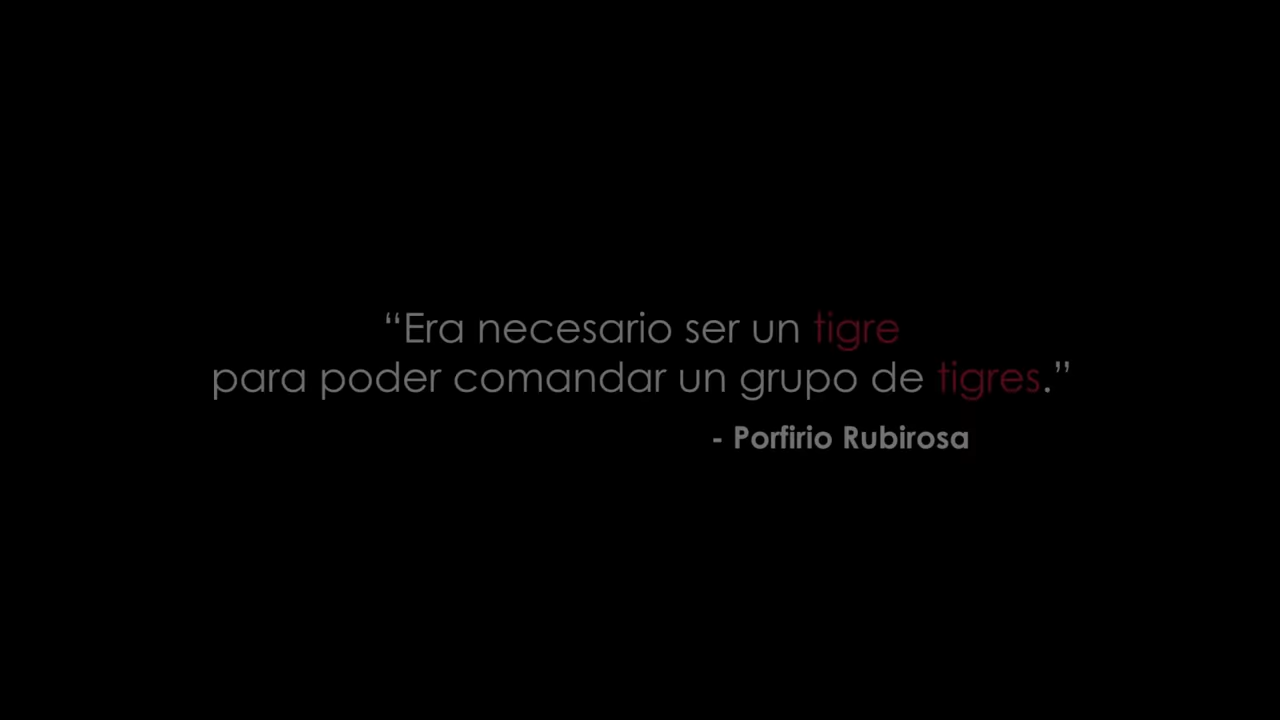 “Era necesario ser un tigre
para poder comandar un grupo de tigres.”
- Porfirio Rubirosa